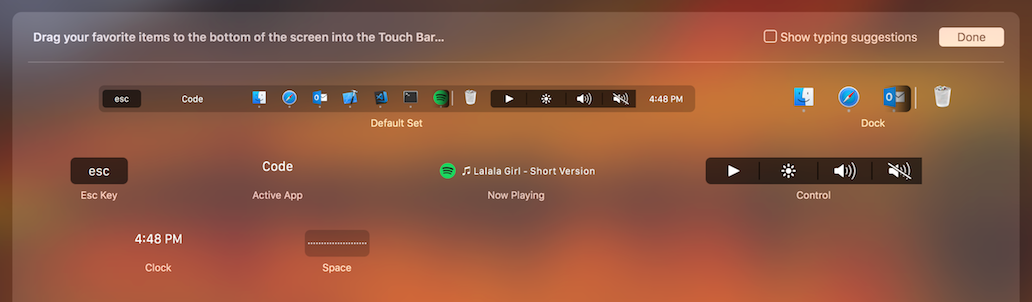 Drag your favorite items to the bottom of the screen into the Touch Bar...
Show typing suggestions
Done
esc
Code
4:48 PM
Default Set
Dock
esc
Code
Lalala Girl - Short Version
Esc Key
Active App
Now Playing
Control
4:48 PM
Clock
Space